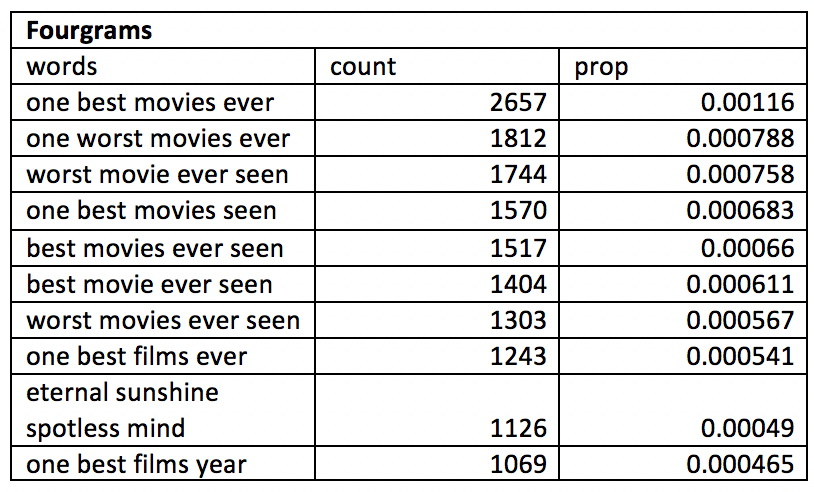 Fourgrams
words count prop
one best movies ever 2657 0.00116
one worst movies ever 1812 0.000788
worst movie ever seen 1744 0.000758
one best movies seen 1570 0.000683
best movies ever seen 1517 0.00066
best movie ever seen 1404 0.000611
worst movies ever seen 1303 0.000567
one best films ever 1243 0.000541
eternal sunshine
spotless mind 1126 0.00049
one best films year 1069 0.000465